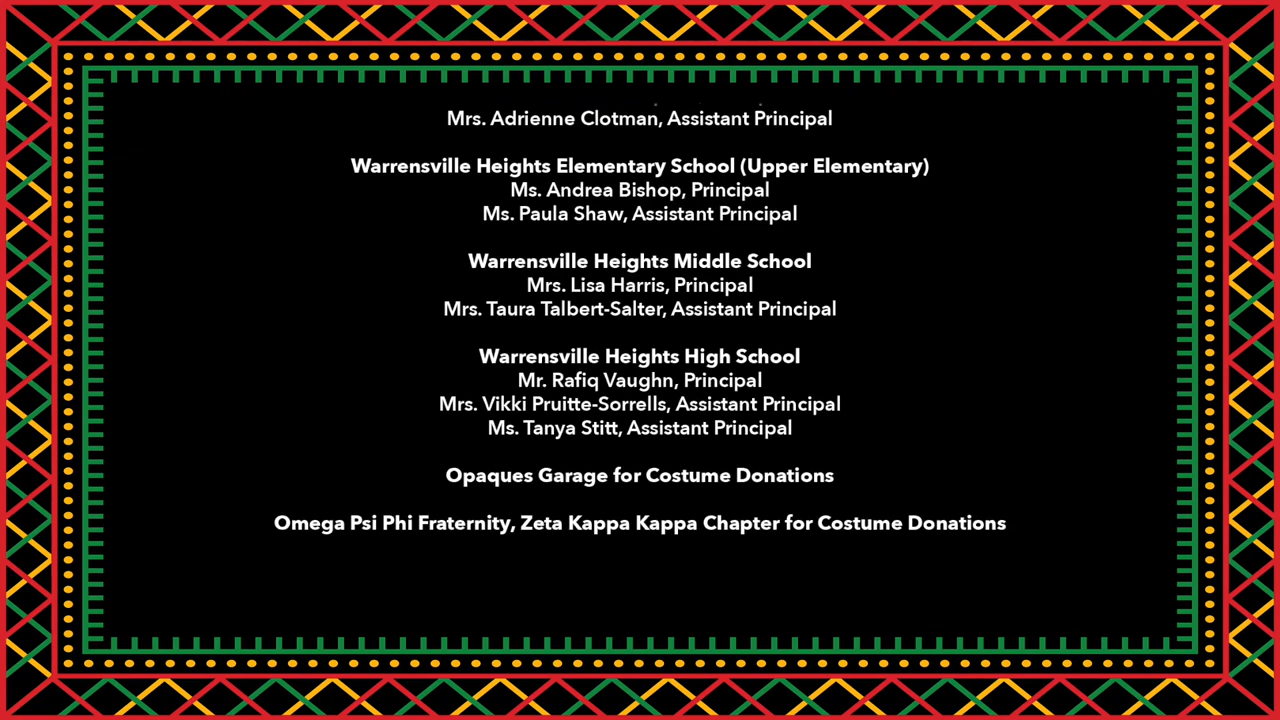 Mrs. Adrienne Clotman, Assistant Principal
Warrensville Heights Elementary School (Upper Elementary)
Ms. Andrea Bishop, Principal
Ms. Paula Shaw, Assistant Principal
Warrensville Heights Middle School
Mrs. Lisa Harris, Principal
Mrs. Taura Talbert-Salter, Assistant Principal
Warrensville Heights High School
Mr. Rafiq Vaughn, Principal
Mrs. Vikki Pruitte-Sorrells, Assistant Principal
Ms. Tanya Stitt, Assistant Principal
Opaques Garage for Costume Donations
Omega Psi Phi Fraternity, Zeta Kappa Kappa Chapter for Costume Donations